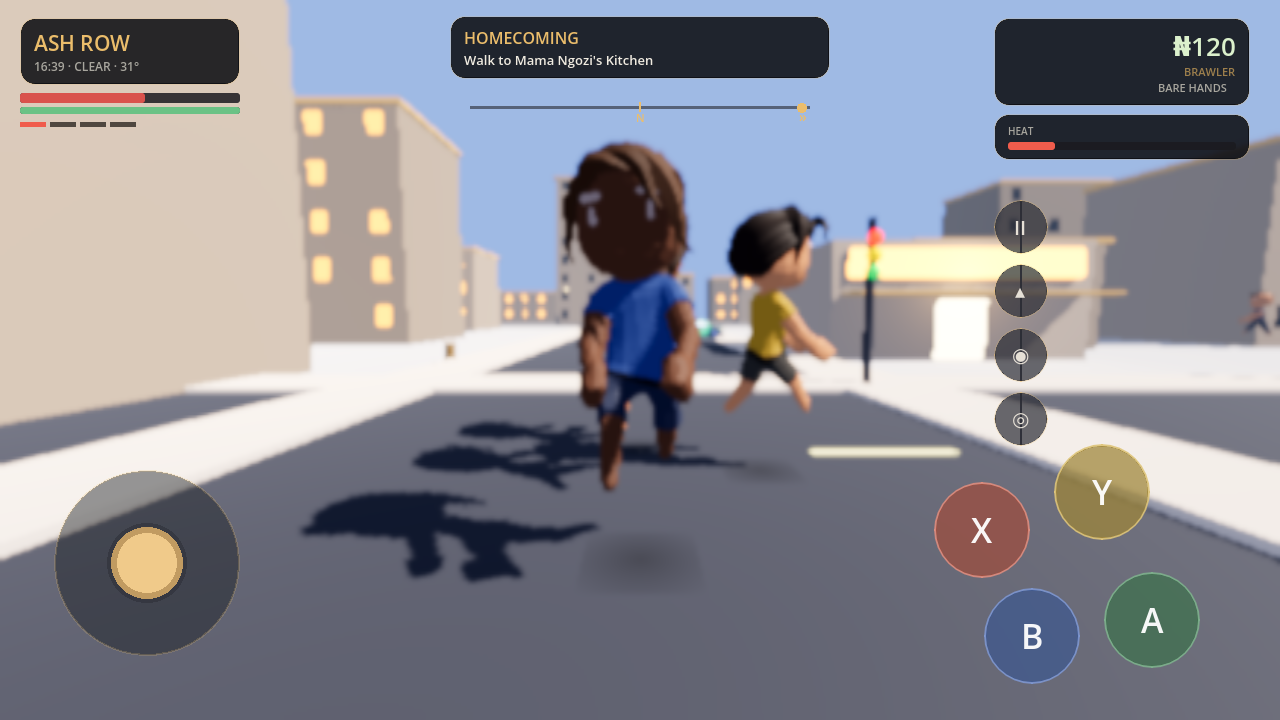 ASH ROW
16:39 · CLEAR · 31°
HOMECOMING
Walk to Mama Ngozi's Kitchen
N
₦120
BRAWLER
BARE HANDS
HEAT
Y
X
B
A